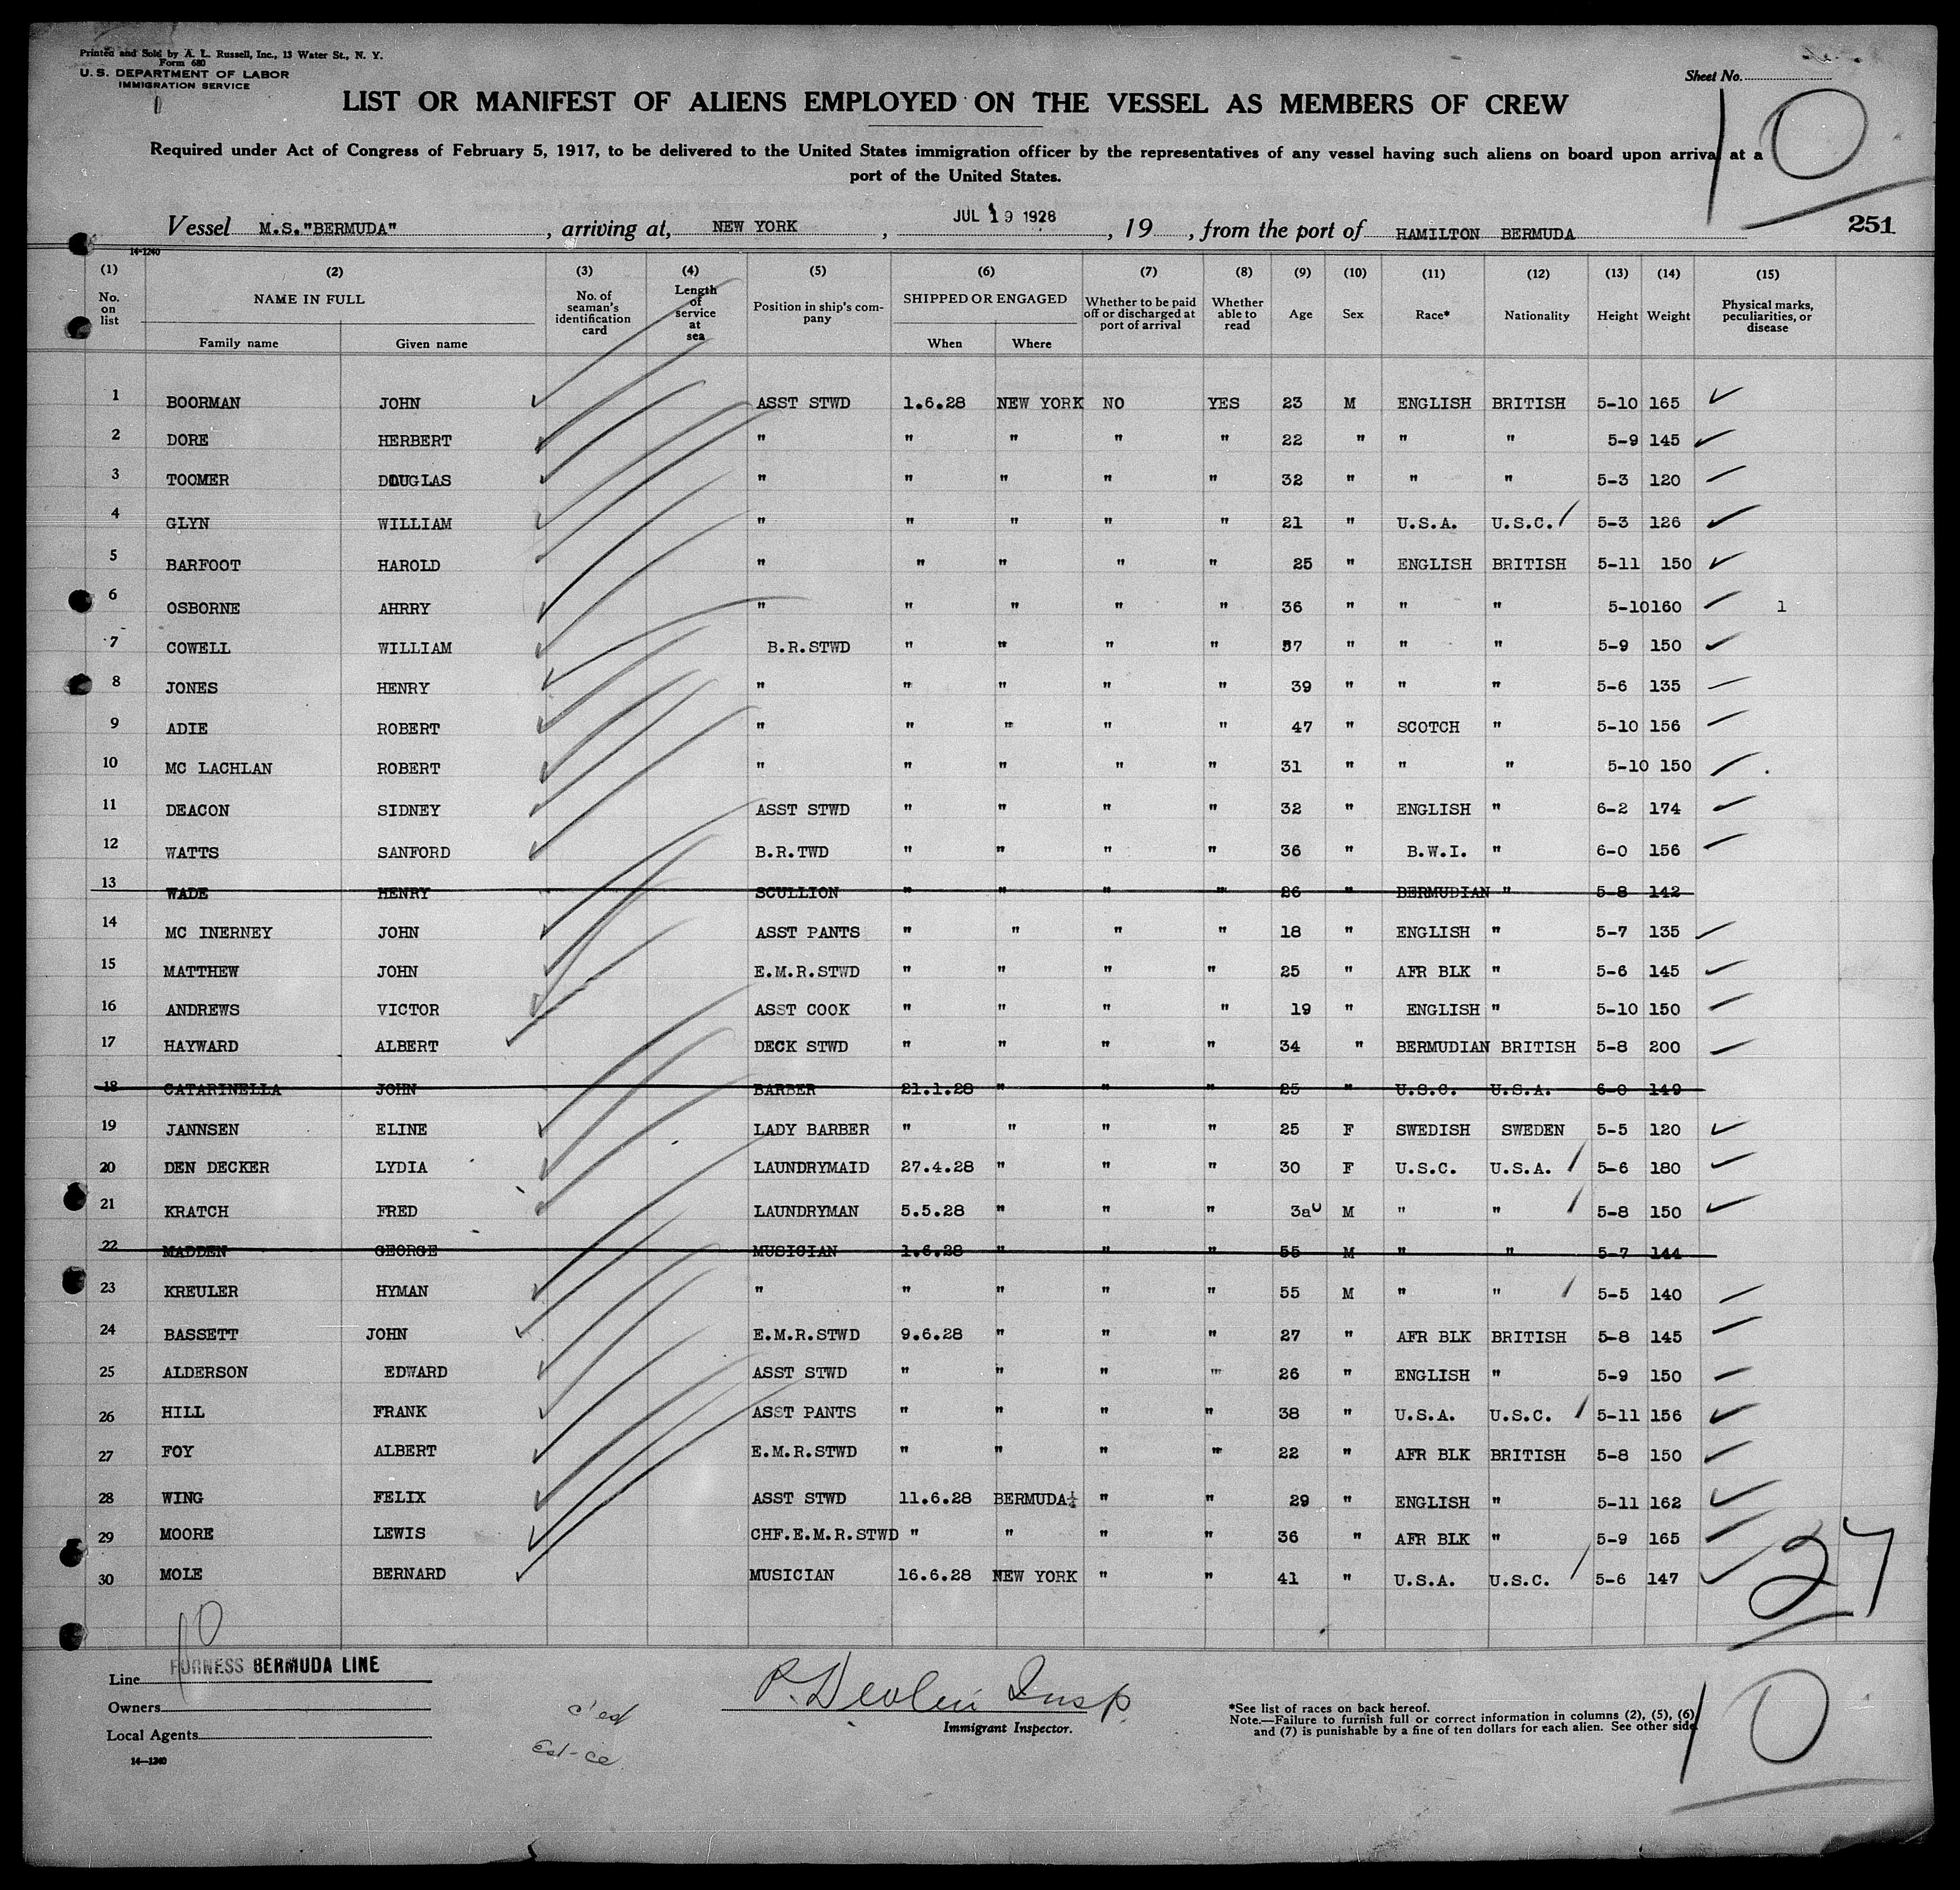 Printed and Sold by A. L. Russell, Inc., 13 Water St., N. Y.
Form 680
U. S. DEPARTMENT OF LABOR
IMMIGRATION SERVICE
Sheet No.
10
LIST OR MANIFEST OF ALIENS EMPLOYED ON THE VESSEL AS MEMBERS OF CREW
Required under Act of Congress of February 5, 1917, to be delivered to the United States immigration officer by the representatives of any vessel having such aliens on board upon arrival at a
port of the United States.
Vessel M.S."BERMUDA", arriving at, NEW YORK, JUL 19 1928, 19, from the port of HAMILTON BERMUDA
251
14-1240
(1) (2) (3) (4) (5) (6) (7) (8) (9) (10) (11) (12) (13) (14) (15)
No. on list NAME IN FULL Family name Given name No. of seaman's identification card Length of service at sea Position in ship's company SHIPPED OR ENGAGED When Where Whether to be paid off or discharged at port of arrival Whether able to read Age Sex Race* Nationality Height Weight Physical marks, peculiarities, or disease
1 BOORMAN JOHN ASST STWD 1.6.28 NEW YORK NO YES 23 M ENGLISH BRITISH 5-10 165
2 DORE HERBERT " " " " " 22 " " " 5-9 145
3 TOOMER DOUGLAS " " " " " 32 " " " 5-3 120
4 GLYN WILLIAM " " " " " 21 " U.S.A. U.S.C. 5-3 126
5 BARFOOT HAROLD " " " " " 25 " ENGLISH BRITISH 5-11 150
6 OSBORNE AHRRY " " " " " 36 " " " 5-10 160 1
7 COWELL WILLIAM B.R.STWD " " " " 37 " " " 5-9 150
8 JONES HENRY " " " " " 39 " " " 5-6 135
9 ADIE ROBERT " " " " " 47 " SCOTCH " 5-10 156
10 MC LACHLAN ROBERT " " " " " 31 " " " 5-10 150
11 DEACON SIDNEY ASST STWD " " " " 32 " ENGLISH " 6-2 174
12 WATTS SANFORD B.R.TWD " " " " 36 " B.W.I. " 6-0 156
13 WADE HENRY SCULLION " " " " 26 " BERMUDIAN " 5-8 142
14 MC INERNEY JOHN ASST PANTS " " " " 18 " ENGLISH " 5-7 135
15 MATTHEW JOHN E.M.R.STWD " " " " 25 " AFR BLK " 5-6 145
16 ANDREWS VICTOR ASST COOK " " " " 19 " ENGLISH " 5-10 150
17 HAYWARD ALBERT DECK STWD " " " " 34 " BERMUDIAN BRITISH 5-8 200
18 CATARINELLA JOHN BARBER 21.1.28 " " " 25 " U.S.C. U.S.A. 6-0 149
19 JANNSEN ELINE LADY BARBER " " " " 25 F SWEDISH SWEDEN 5-5 120
20 DEN DECKER LYDIA LAUNDRYMAID 27.4.28 " " " 30 F U.S.C. U.S.A. 5-6 180
21 KRATCH FRED LAUNDRYMAN 5.5.28 " " " M " " 5-8 150
22 MADDEN GEORGE MUSICIAN 1.6.28 " " " 55 M " " 5-7 144
23 KREULER HYMAN " " " " " 55 M " " 5-5 140
24 BASSETT JOHN E.M.R.STWD 9.6.28 " " " 27 " AFR BLK BRITISH 5-8 145
25 ALDERSON EDWARD ASST STWD " " " " 26 " ENGLISH " 5-9 150
26 HILL FRANK ASST PANTS " " " " 38 " U.S.A. U.S.C. 5-11 156
27 FOY ALBERT E.M.R.STWD " " " " 22 " AFR BLK BRITISH 5-8 150
28 WING FELIX ASST STWD 11.6.28 BERMUDA " " 29 " ENGLISH " 5-11 162
29 MOORE LEWIS CHF.E.M.R.STWD " " " " 36 " AFR BLK " 5-9 165
30 MOLE BERNARD MUSICIAN 16.6.28 NEW YORK " " 41 " U.S.A. U.S.C. 5-6 147
27
10
Line FURNESS BERMUDA LINE
Owners
Local Agents
14-1240
c'est
Est-ce
P. Devlin Insp.
Immigrant Inspector.
*See list of races on back hereof.
Note.—Failure to furnish full or correct information in columns (2), (5), (6)
and (7) is punishable by a fine of ten dollars for each alien. See other side.
10